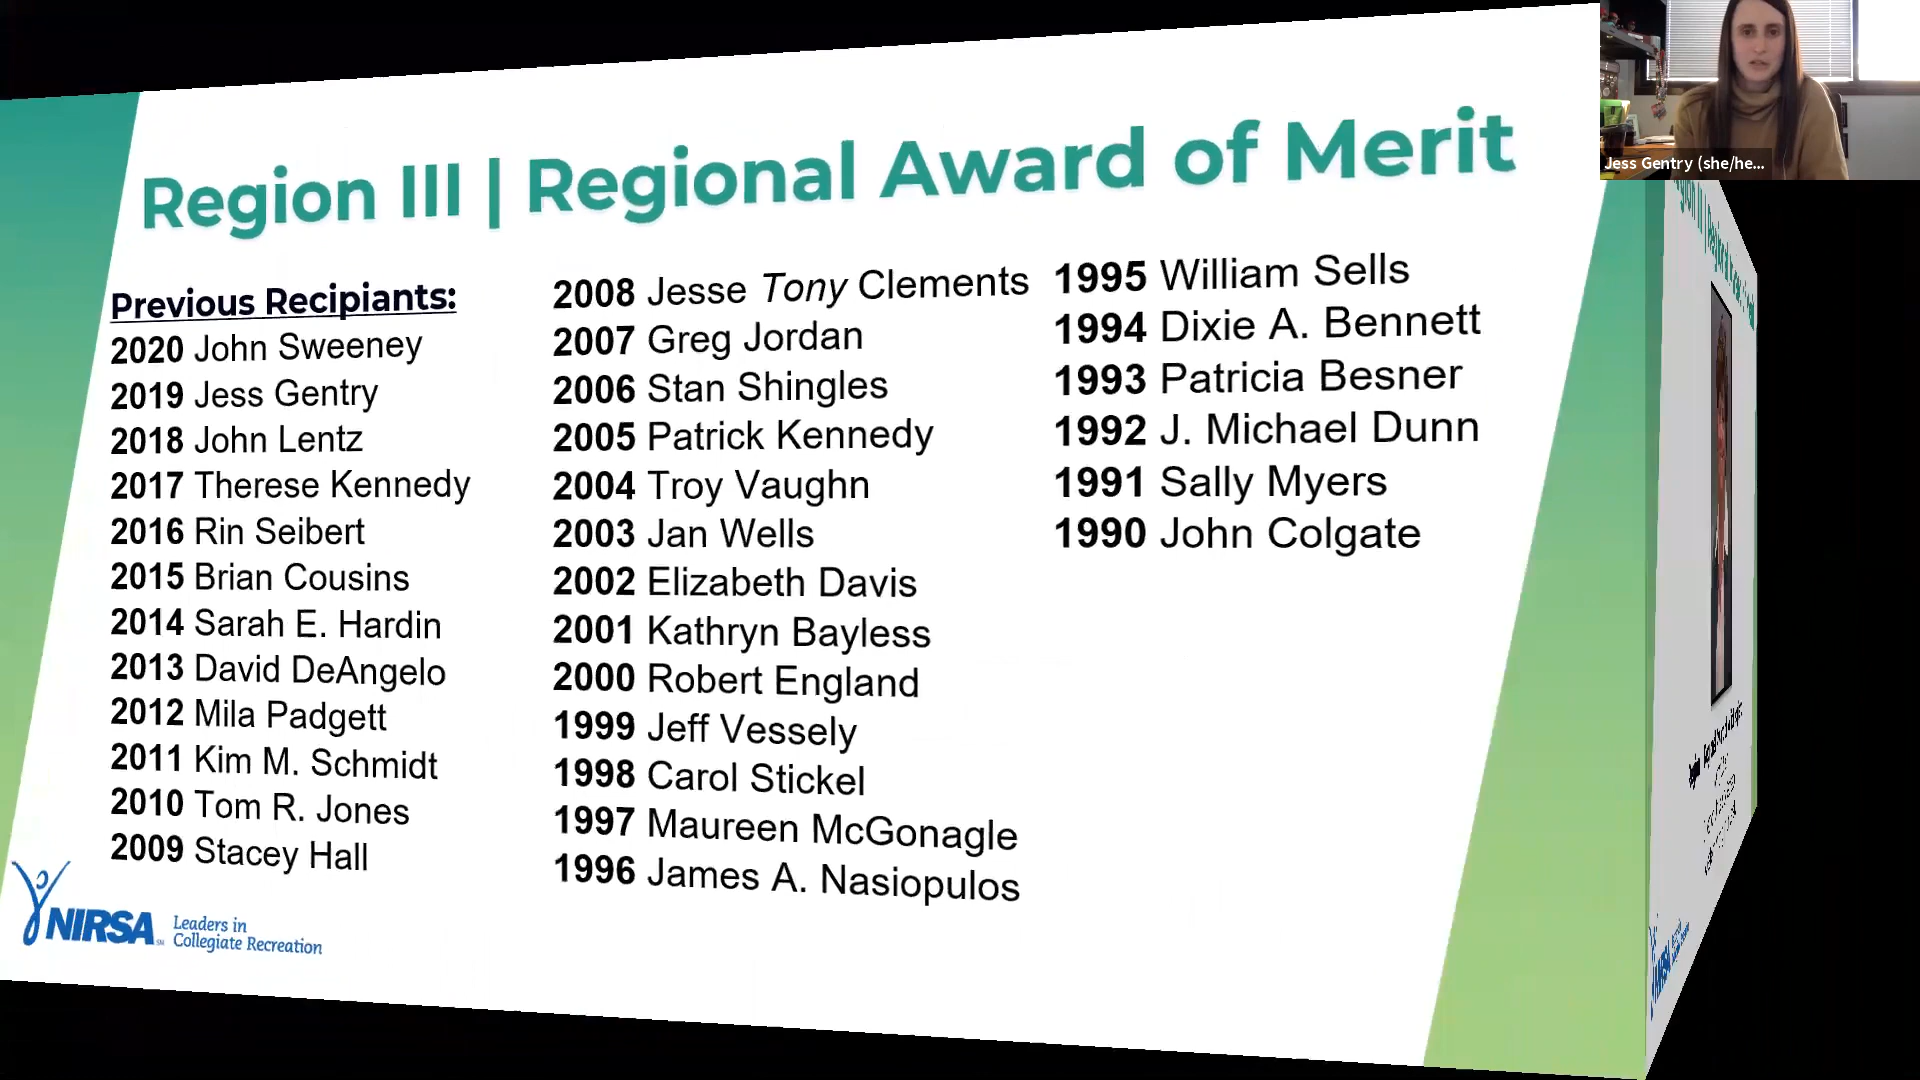 Region III | Regional Award of Merit
Previous Recipiants:
2020 John Sweeney
2019 Jess Gentry
2018 John Lentz
2017 Therese Kennedy
2016 Rin Seibert
2015 Brian Cousins
2014 Sarah E. Hardin
2013 David DeAngelo
2012 Mila Padgett
2011 Kim M. Schmidt
2010 Tom R. Jones
2009 Stacey Hall
2008 Jesse Tony Clements
2007 Greg Jordan
2006 Stan Shingles
2005 Patrick Kennedy
2004 Troy Vaughn
2003 Jan Wells
2002 Elizabeth Davis
2001 Kathryn Bayless
2000 Robert England
1999 Jeff Vessely
1998 Carol Stickel
1997 Maureen McGonagle
1996 James A. Nasiopulos
1995 William Sells
1994 Dixie A. Bennett
1993 Patricia Besner
1992 J. Michael Dunn
1991 Sally Myers
1990 John Colgate
NIRSA
Leaders in
Collegiate Recreation
Jess Gentry (she/he...